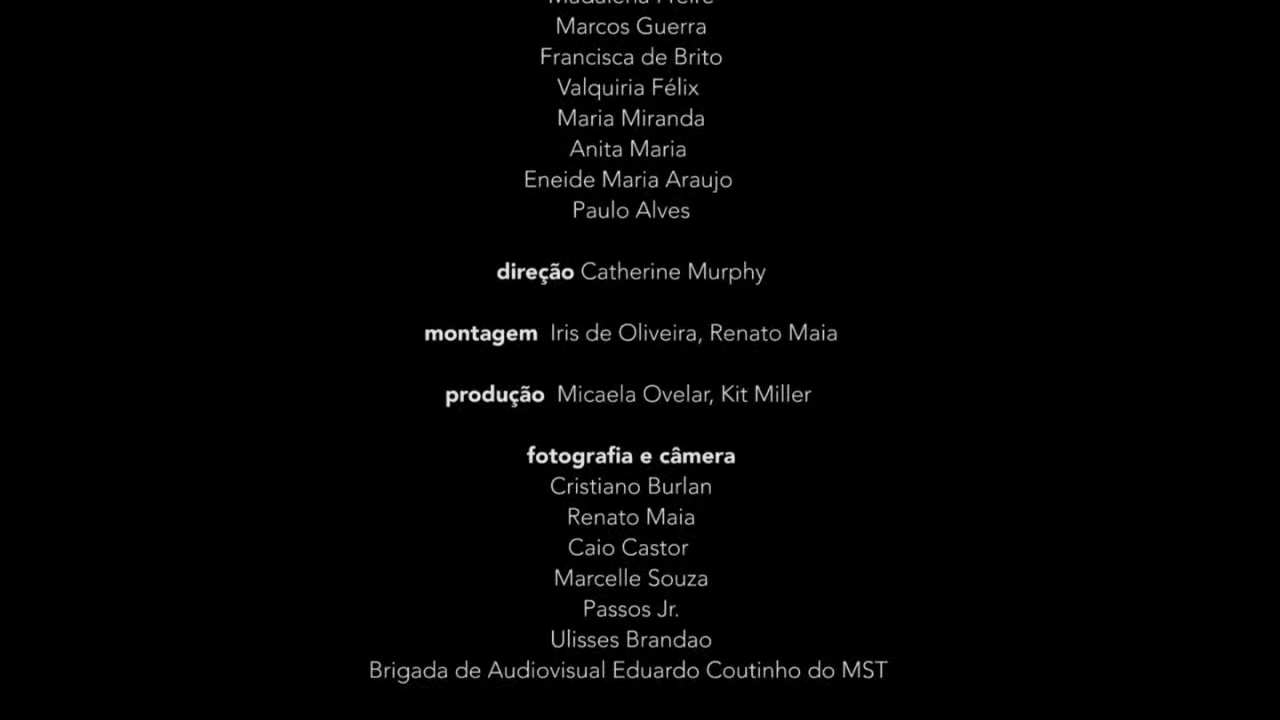 Madalena Freire
Marcos Guerra
Francisca de Brito
Valquiria Félix
Maria Miranda
Anita Maria
Eneide Maria Araujo
Paulo Alves
direção Catherine Murphy
montagem Iris de Oliveira, Renato Maia
produção Micaela Ovelar, Kit Miller
fotografia e câmera
Cristiano Burlan
Renato Maia
Caio Castor
Marcelle Souza
Passos Jr.
Ulisses Brandao
Brigada de Audiovisual Eduardo Coutinho do MST